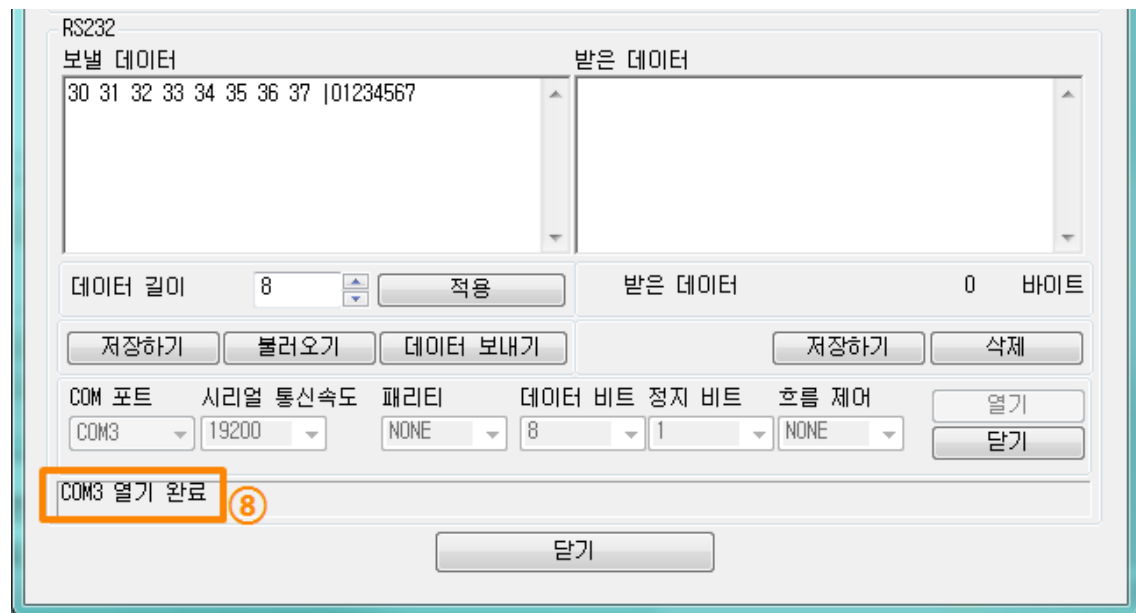 RS232
보낼 데이터 받은 데이터
30 31 32 33 34 35 36 37 |01234567
데이터 길이 8 적용 받은 데이터 0 바이트
저장하기 불러오기 데이터 보내기 저장하기 삭제
COM 포트 시리얼 통신속도 패리티 데이터 비트 정지 비트 흐름 제어 열기
COM3 19200 NONE 8 1 NONE 닫기
COM3 열기 완료 ⑧
닫기